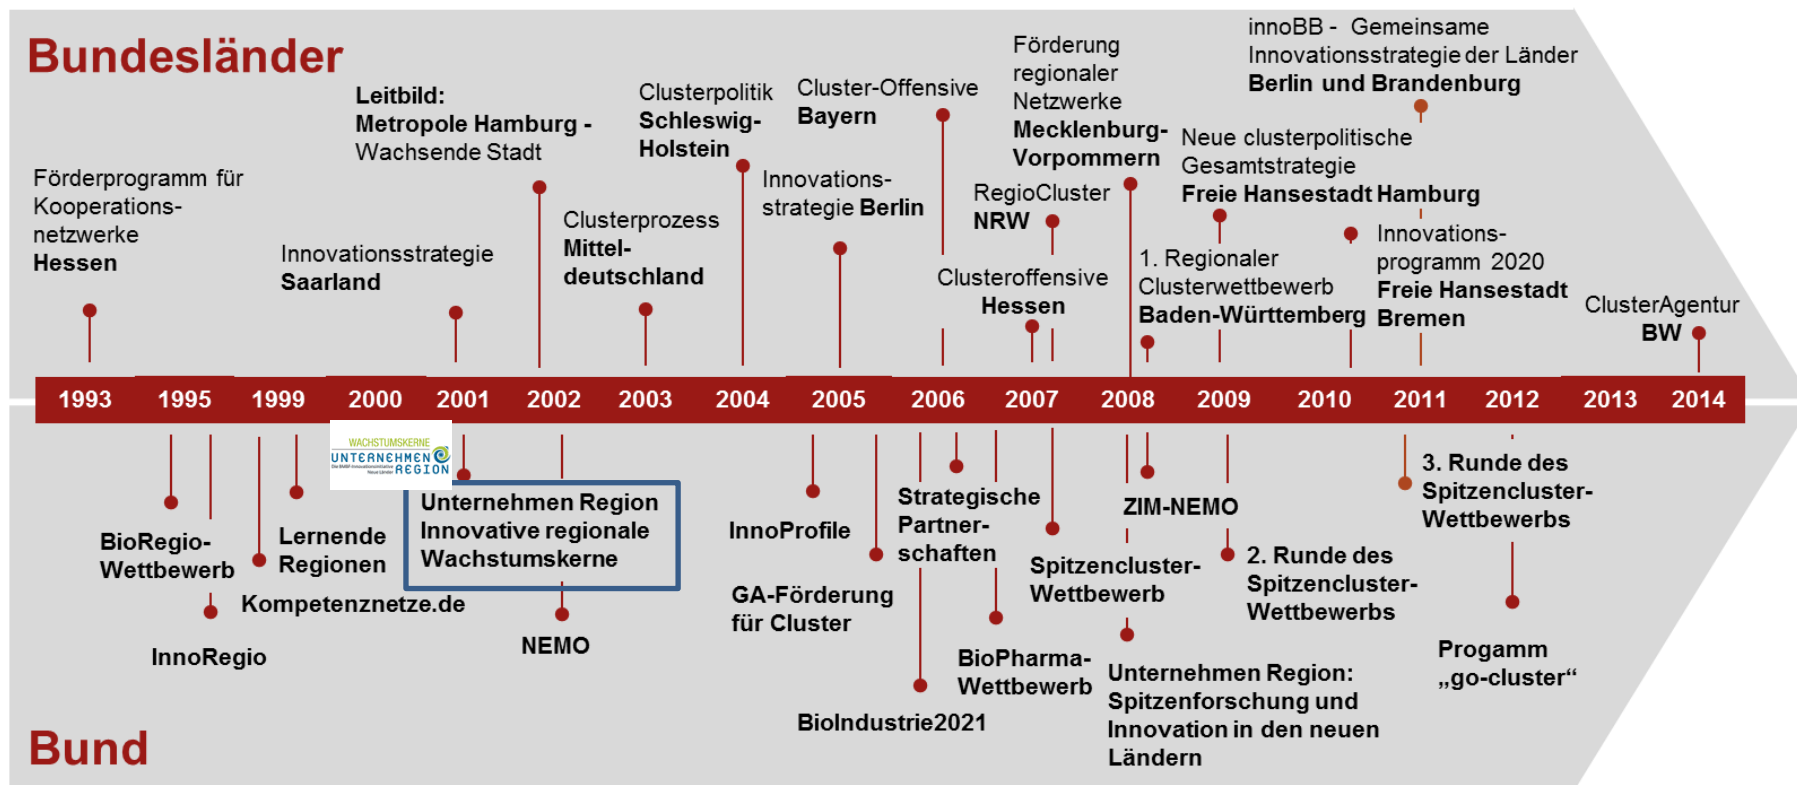 Bundesländer
Förderprogramm für
Kooperations-
netzwerke
Hessen
Innovationsstrategie
Saarland
Leitbild:
Metropole Hamburg -
Wachsende Stadt
Clusterprozess
Mittel-
deutschland
Clusterpolitik
Schleswig-
Holstein
Innovations-
strategie Berlin
Cluster-Offensive
Bayern
Clusteroffensive
Hessen
RegioCluster
NRW
Förderung
regionaler
Netzwerke
Mecklenburg-
Vorpommern
1. Regionaler
Clusterwettbewerb
Baden-Württemberg
Neue clusterpolitische
Gesamtstrategie
Freie Hansestadt Hamburg
innoBB - Gemeinsame
Innovationsstrategie der Länder
Berlin und Brandenburg
Innovations-
programm 2020
Freie Hansestadt
Bremen
ClusterAgentur
BW
1993 1995 1999 2000 2001 2002 2003 2004 2005 2006 2007 2008 2009 2010 2011 2012 2013 2014
BioRegio-
Wettbewerb
InnoRegio
Kompetenznetze.de
Lernende
Regionen
WACHSTUMSKERNE
UNTERNEHMEN
Die BMBF-Innovationsinitiative
Neue Länder
REGION
Unternehmen Region
Innovative regionale
Wachstumskerne
NEMO
InnoProfile
GA-Förderung
für Cluster
BioIndustrie2021
Strategische
Partner-
schaften
BioPharma-
Wettbewerb
Spitzencluster-
Wettbewerb
Unternehmen Region:
Spitzenforschung und
Innovation in den neuen
Ländern
ZIM-NEMO
2. Runde des
Spitzencluster-
Wettbewerbs
3. Runde des
Spitzencluster-
Wettbewerbs
Progamm
„go-cluster“
Bund